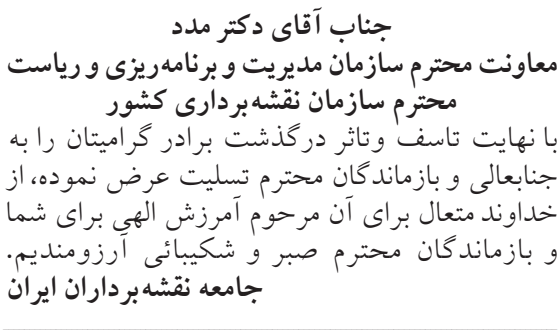 جناب آقای دکتر مدد
معاونت محترم سازمان مدیریت و برنامه‌ریزی و ریاست
محترم سازمان نقشه‌برداری کشور
با نهایت تاسف وتاثر درگذشت برادر گرامیتان را به
جنابعالی و بازماندگان محترم تسلیت عرض نموده، از
خداوند متعال برای آن مرحوم آمرزش الهی برای شما
و بازماندگان محترم صبر و شکیبائی آرزومندیم.
جامعه نقشه‌برداران ایران